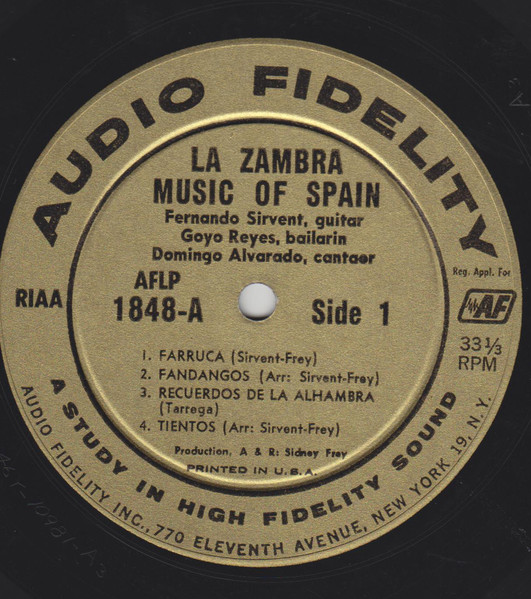 AUDIO FIDELITY
LA ZAMBRA
MUSIC OF SPAIN
Fernando Sirvent, guitar
Goyo Reyes, bailarin
Domingo Alvarado, cantaor
Reg. Appl. For
AF
RIAA
AFLP
1848-A
Side 1
33⅓
RPM
1. FARRUCA (Sirvent-Frey)
2. FANDANGOS (Arr: Sirvent-Frey)
3. RECUERDOS DE LA ALHAMBRA
(Tarrega)
4. TIENTOS (Arr: Sirvent-Frey)
Production, A & R: Sidney Frey
PRINTED IN U.S.A.
A STUDY IN HIGH FIDELITY SOUND
AUDIO FIDELITY INC., 770 ELEVENTH AVENUE, NEW YORK 19, N.Y.